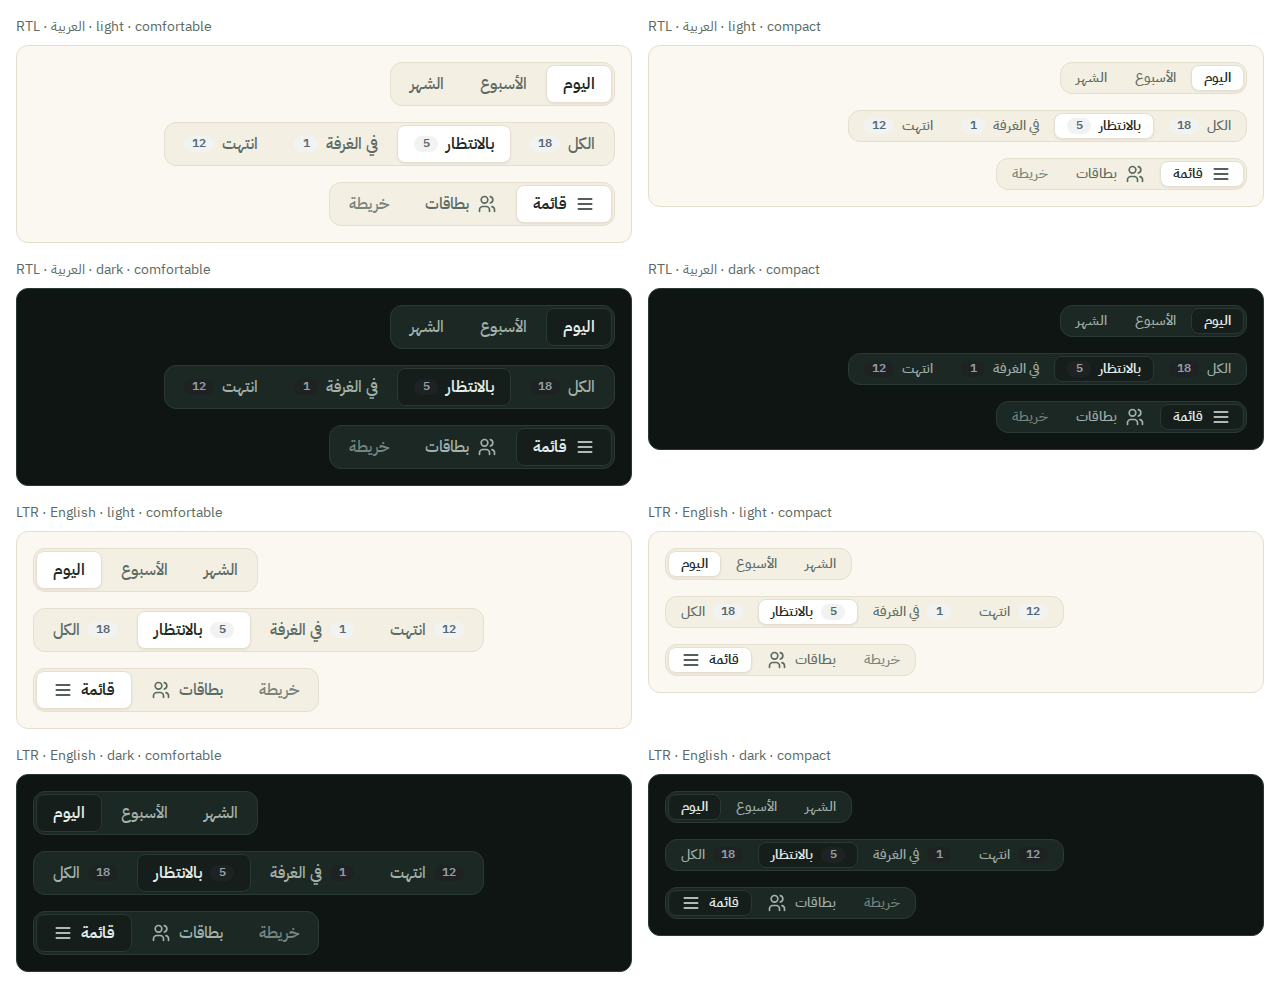 RTL · العربية · light · comfortable
اليوم الأسبوع الشهر
الكل 18 بالانتظار 5 في الغرفة 1 انتهت 12
قائمة بطاقات خريطة
RTL · العربية · light · compact
اليوم الأسبوع الشهر
الكل 18 بالانتظار 5 في الغرفة 1 انتهت 12
قائمة بطاقات خريطة
RTL · العربية · dark · comfortable
اليوم الأسبوع الشهر
الكل 18 بالانتظار 5 في الغرفة 1 انتهت 12
قائمة بطاقات خريطة
RTL · العربية · dark · compact
اليوم الأسبوع الشهر
الكل 18 بالانتظار 5 في الغرفة 1 انتهت 12
قائمة بطاقات خريطة
LTR · English · light · comfortable
اليوم الأسبوع الشهر
الكل 18 بالانتظار 5 في الغرفة 1 انتهت 12
قائمة بطاقات خريطة
LTR · English · light · compact
اليوم الأسبوع الشهر
الكل 18 بالانتظار 5 في الغرفة 1 انتهت 12
قائمة بطاقات خريطة
LTR · English · dark · comfortable
اليوم الأسبوع الشهر
الكل 18 بالانتظار 5 في الغرفة 1 انتهت 12
قائمة بطاقات خريطة
LTR · English · dark · compact
اليوم الأسبوع الشهر
الكل 18 بالانتظار 5 في الغرفة 1 انتهت 12
قائمة بطاقات خريطة